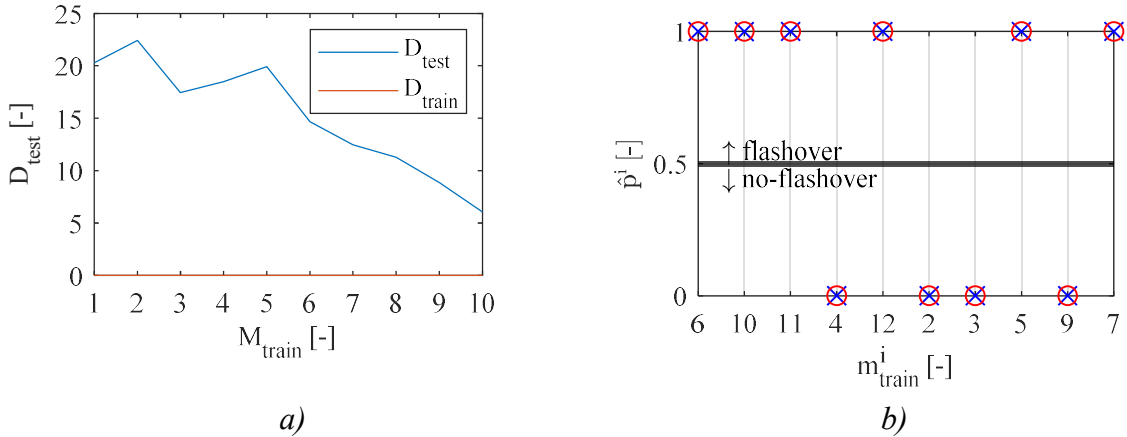 25
20
15
10
5
0
D_test [-]
D_test
D_train
1 2 3 4 5 6 7 8 9 10
M_train [-]
a)
1
0.5
0
p̂^i [-]
↑ flashover
↓ no-flashover
6 10 11 4 12 2 3 5 9 7
m^i_train [-]
b)